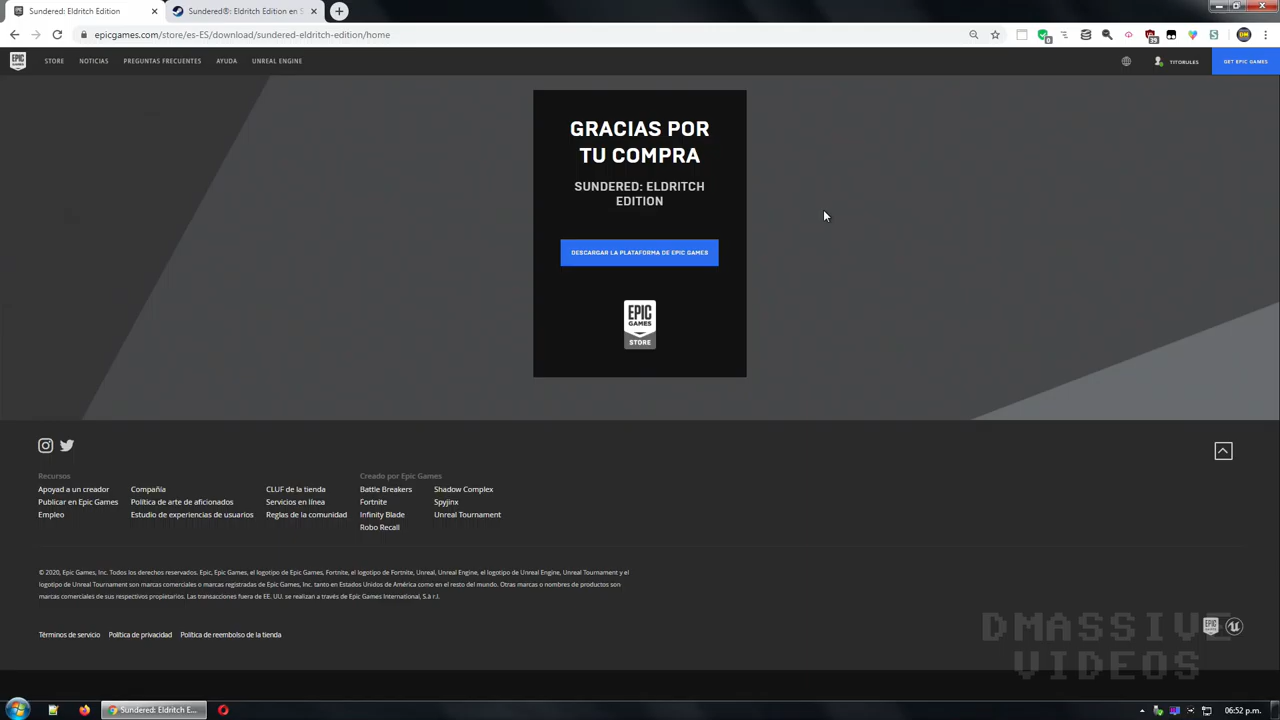 Sundered: Eldritch Edition
Sundered®: Eldritch Edition en S
epicgames.com/store/es-ES/download/sundered-eldritch-edition/home
EPIC GAMES
STORE
NOTICIAS
PREGUNTAS FRECUENTES
AYUDA
UNREAL ENGINE
TITORULES
GET EPIC GAMES
GRACIAS POR
TU COMPRA
SUNDERED: ELDRITCH
EDITION
DESCARGAR LA PLATAFORMA DE EPIC GAMES
EPIC
GAMES
STORE
Recursos
Apoyad a un creador
Compañía
CLUF de la tienda
Publicar en Epic Games
Política de arte de aficionados
Servicios en línea
Empleo
Estudio de experiencias de usuarios
Reglas de la comunidad
Creado por Epic Games
Battle Breakers
Shadow Complex
Fortnite
Spyjinx
Infinity Blade
Unreal Tournament
Robo Recall
© 2020, Epic Games, Inc. Todos los derechos reservados. Epic, Epic Games, el logotipo de Epic Games, Fortnite, el logotipo de Fortnite, Unreal, Unreal Engine, el logotipo de Unreal Engine, Unreal Tournament y el
logotipo de Unreal Tournament son marcas comerciales o marcas registradas de Epic Games, Inc. tanto en Estados Unidos de América como en el resto del mundo. Otras marcas o nombres de productos son
marcas comerciales de sus respectivos propietarios. Las transacciones fuera de EE. UU. se realizan a través de Epic Games International, S.à r.l.
Términos de servicio
Política de privacidad
Política de reembolso de la tienda
DMASSIVE
VIDEOS
Sundered: Eldritch E...
06:52 p.m.